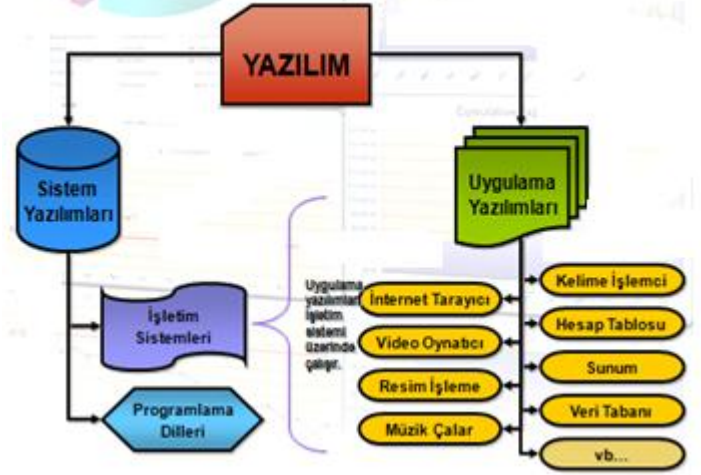 YAZILIM
Sistem
Yazılımları
Uygulama
Yazılımları
İşletim
Sistemleri
Programlama
Dilleri
Uygulama
yazılımları
İşletim
sistemi
üzerinde
çalışır.
İnternet Tarayıcı
Video Oynatıcı
Resim İşleme
Müzik Çalar
Kelime İşlemci
Hesap Tablosu
Sunum
Veri Tabanı
vb...